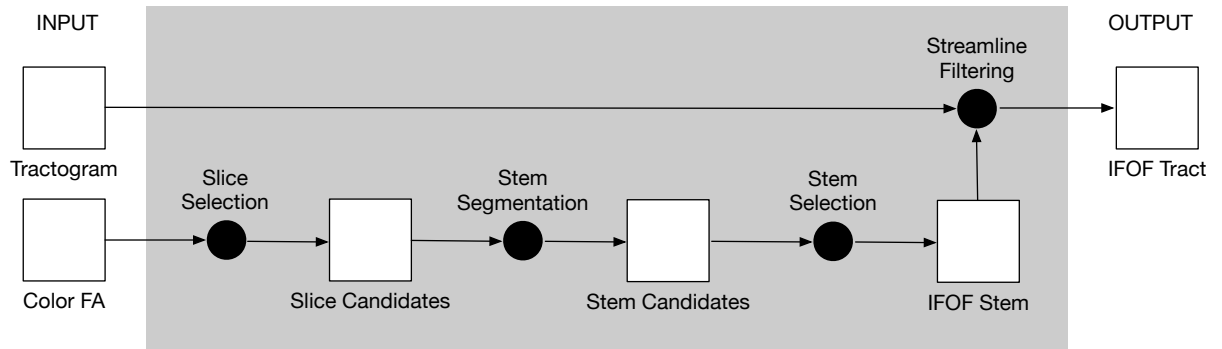 INPUT
OUTPUT
Streamline
Filtering
Tractogram
IFOF Tract
Slice
Selection
Stem
Segmentation
Stem
Selection
Color FA
Slice Candidates
Stem Candidates
IFOF Stem